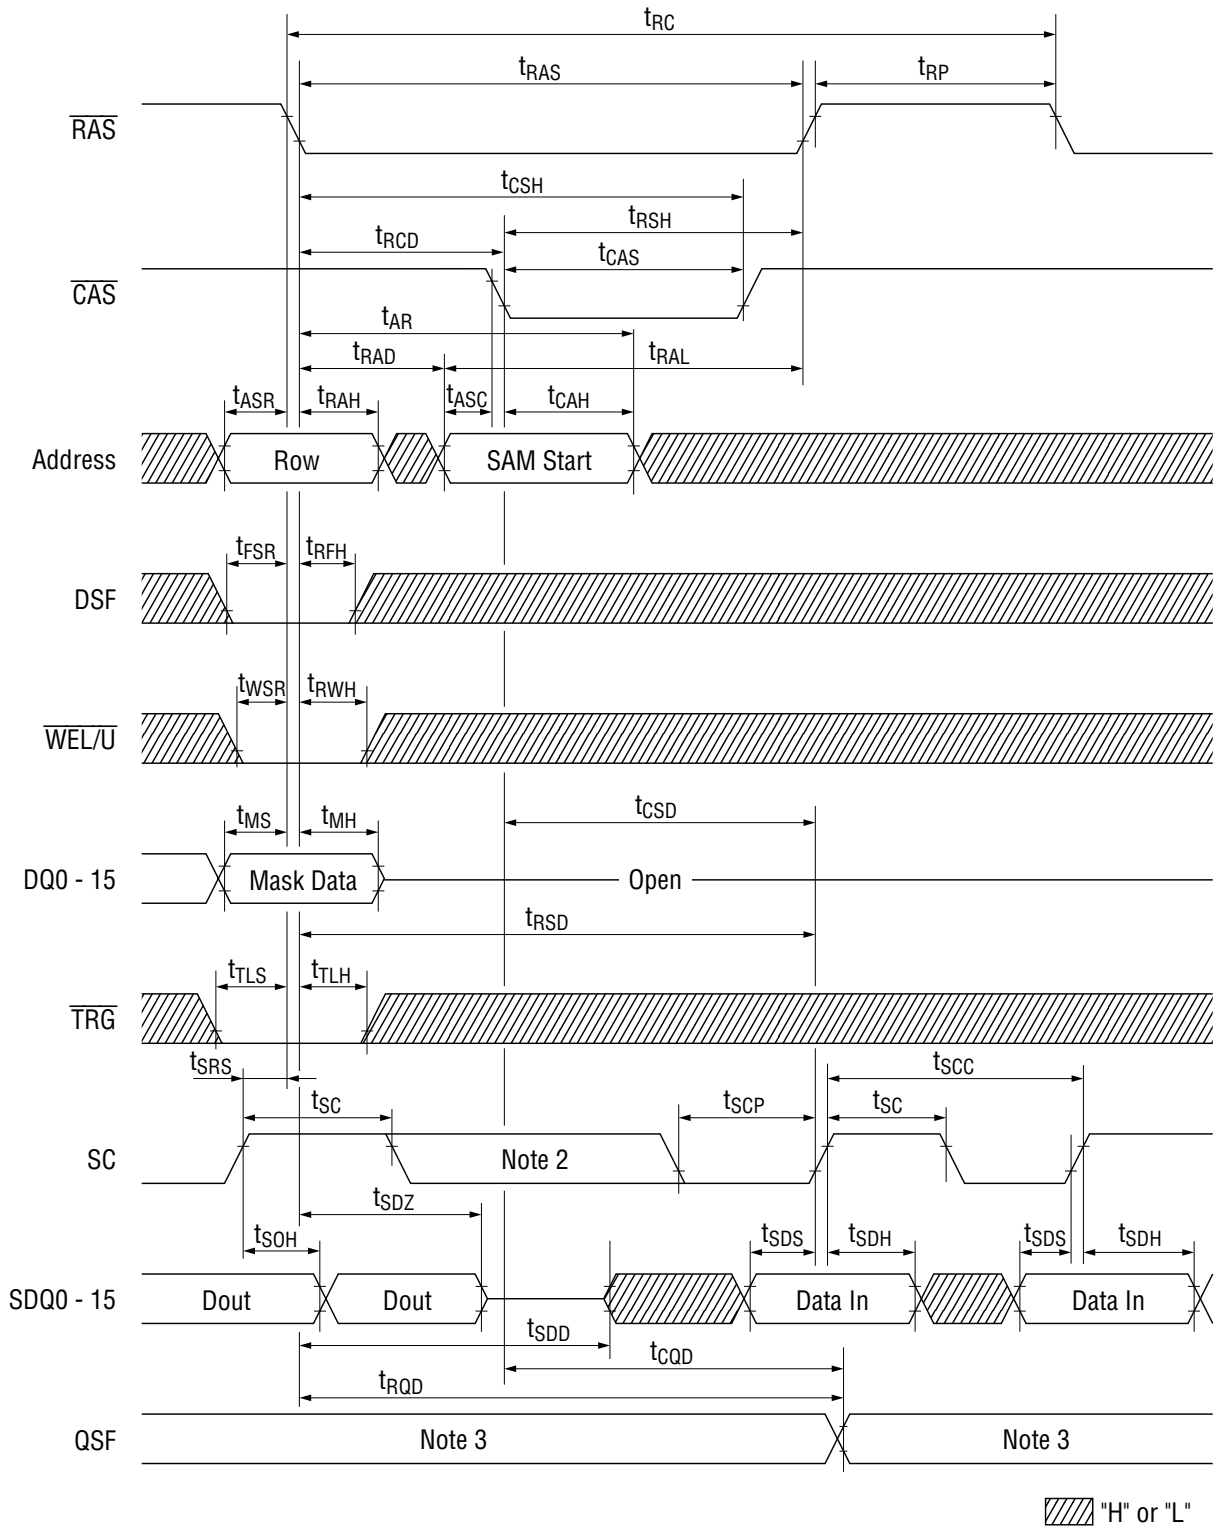 tRC
tRAS
tRP
RAS
tCSH
tRSH
tRCD
tCAS
CAS
tAR
tRAD
tRAL
tASR
tRAH
tASC
tCAH
Address
Row
SAM Start
tFSR
tRFH
DSF
tWSR
tRWH
WEL/U
tCSD
tMS
tMH
DQ0 - 15
Mask Data
Open
tRSD
tTLS
tTLH
TRG
tSRS
tSCC
tSC
tSCP
tSC
SC
Note 2
tSDZ
tSOH
tSDS
tSDH
tSDS
tSDH
SDQ0 - 15
Dout
Dout
Data In
Data In
tSDD
tCQD
tRQD
QSF
Note 3
Note 3
"H" or "L"